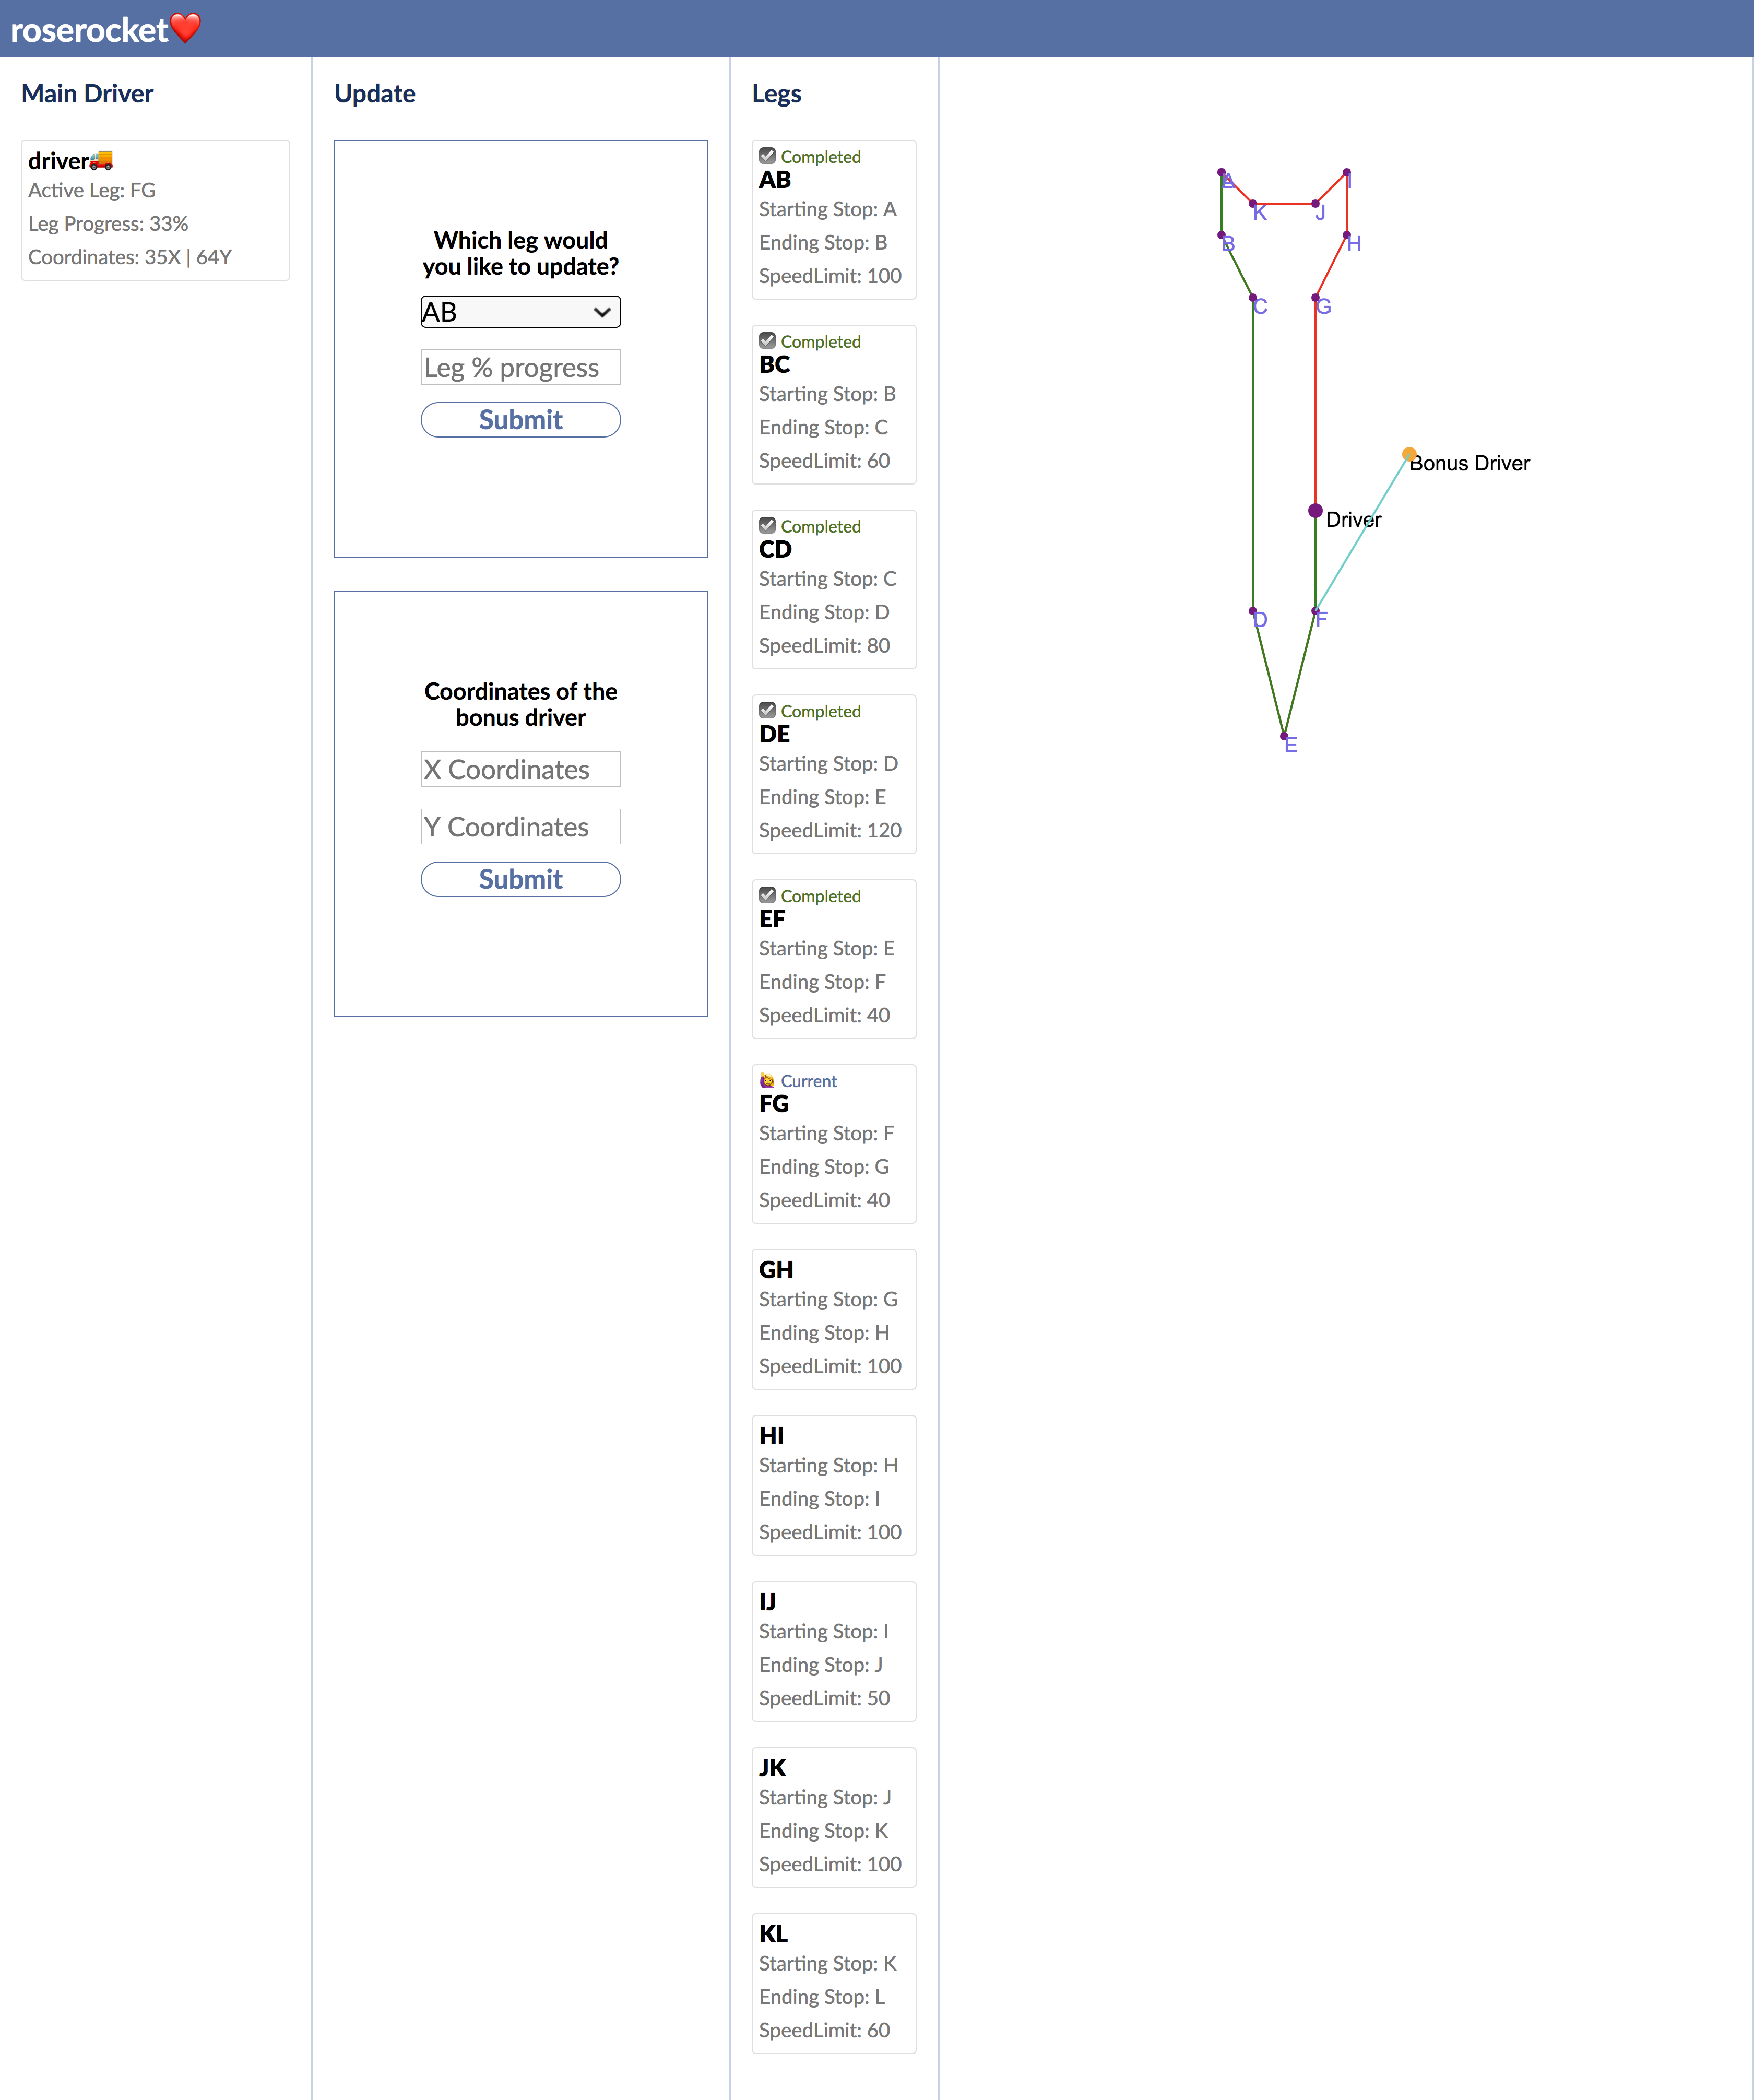 roserocket❤️
Main Driver
driver🚚
Active Leg: FG
Leg Progress: 33%
Coordinates: 35X | 64Y
Update
Which leg would
you like to update?
AB
Leg % progress
Submit
Coordinates of the
bonus driver
X Coordinates
Y Coordinates
Submit
Legs
Completed
AB
Starting Stop: A
Ending Stop: B
SpeedLimit: 100
Completed
BC
Starting Stop: B
Ending Stop: C
SpeedLimit: 60
Completed
CD
Starting Stop: C
Ending Stop: D
SpeedLimit: 80
Completed
DE
Starting Stop: D
Ending Stop: E
SpeedLimit: 120
Completed
EF
Starting Stop: E
Ending Stop: F
SpeedLimit: 40
🙋 Current
FG
Starting Stop: F
Ending Stop: G
SpeedLimit: 40
GH
Starting Stop: G
Ending Stop: H
SpeedLimit: 100
HI
Starting Stop: H
Ending Stop: I
SpeedLimit: 100
IJ
Starting Stop: I
Ending Stop: J
SpeedLimit: 50
JK
Starting Stop: J
Ending Stop: K
SpeedLimit: 100
KL
Starting Stop: K
Ending Stop: L
SpeedLimit: 60
I
K
J
B
H
C
G
Bonus Driver
Driver
D
F
E